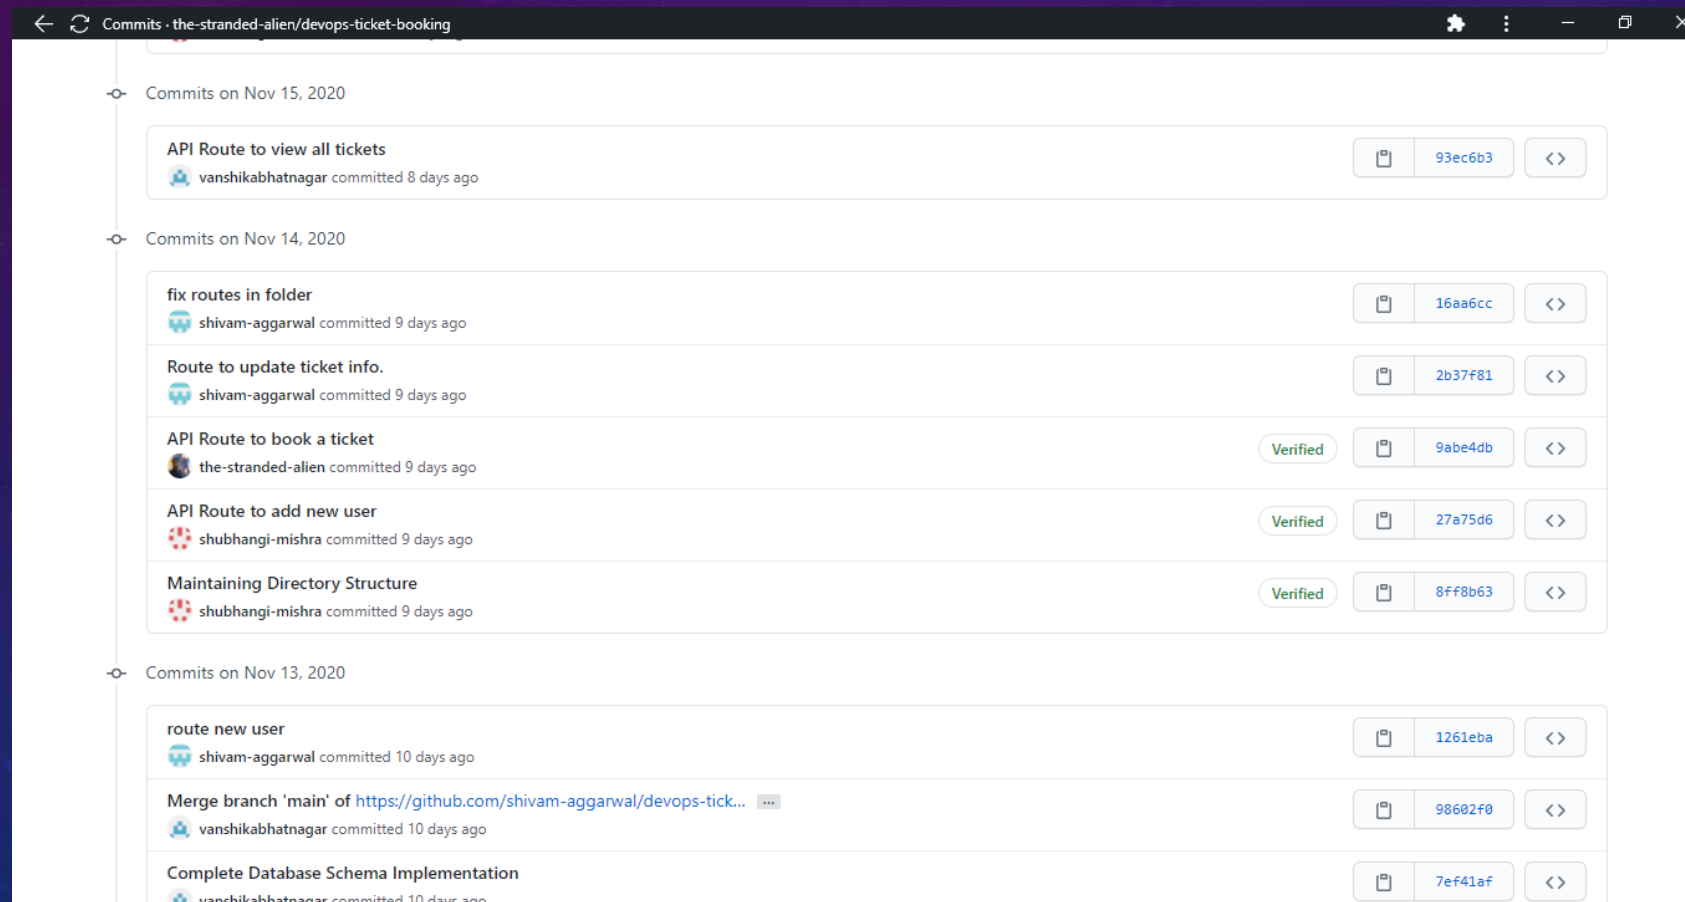 Commits · the-stranded-alien/devops-ticket-booking
Commits on Nov 15, 2020
API Route to view all tickets
93ec6b3
vanshikabhatnagar committed 8 days ago
Commits on Nov 14, 2020
fix routes in folder
16aa6cc
shivam-aggarwal committed 9 days ago
Route to update ticket info.
2b37f81
shivam-aggarwal committed 9 days ago
API Route to book a ticket
Verified 9abe4db
the-stranded-alien committed 9 days ago
API Route to add new user
Verified 27a75d6
shubhangi-mishra committed 9 days ago
Maintaining Directory Structure
Verified 8ff8b63
shubhangi-mishra committed 9 days ago
Commits on Nov 13, 2020
route new user
1261eba
shivam-aggarwal committed 10 days ago
Merge branch 'main' of https://github.com/shivam-aggarwal/devops-tick... …
98602f0
vanshikabhatnagar committed 10 days ago
Complete Database Schema Implementation
7ef41af
vanshikabhatnagar committed 10 days ago